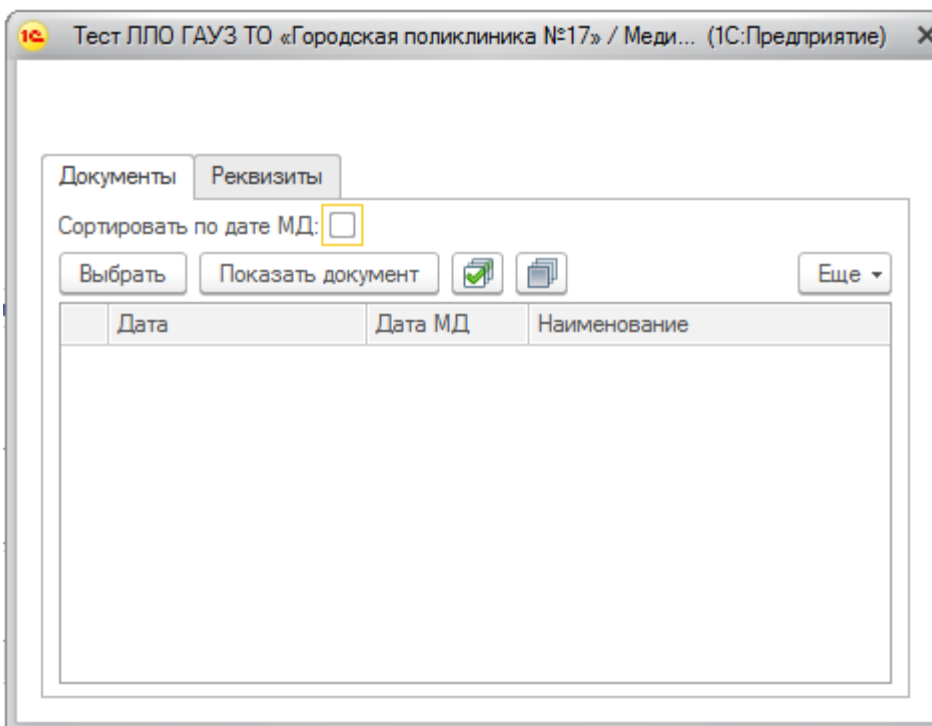 1С Тест ЛЛО ГАУЗ ТО «Городская поликлиника №17» / Меди... (1С:Предприятие)
Документы Реквизиты
Сортировать по дате МД:
Выбрать Показать документ Еще
Дата Дата МД Наименование